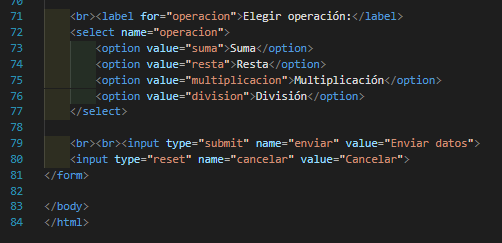 71 <br><label for="operacion">Elegir operación:</label>
72 <select name="operacion">
73 <option value="suma">Suma</option>
74 <option value="resta">Resta</option>
75 <option value="multiplicacion">Multiplicación</option>
76 <option value="division">División</option>
77 </select>
78
79 <br><br><input type="submit" name="enviar" value="Enviar datos">
80 <input type="reset" name="cancelar" value="Cancelar">
81 </form>
82
83 </body>
84 </html>